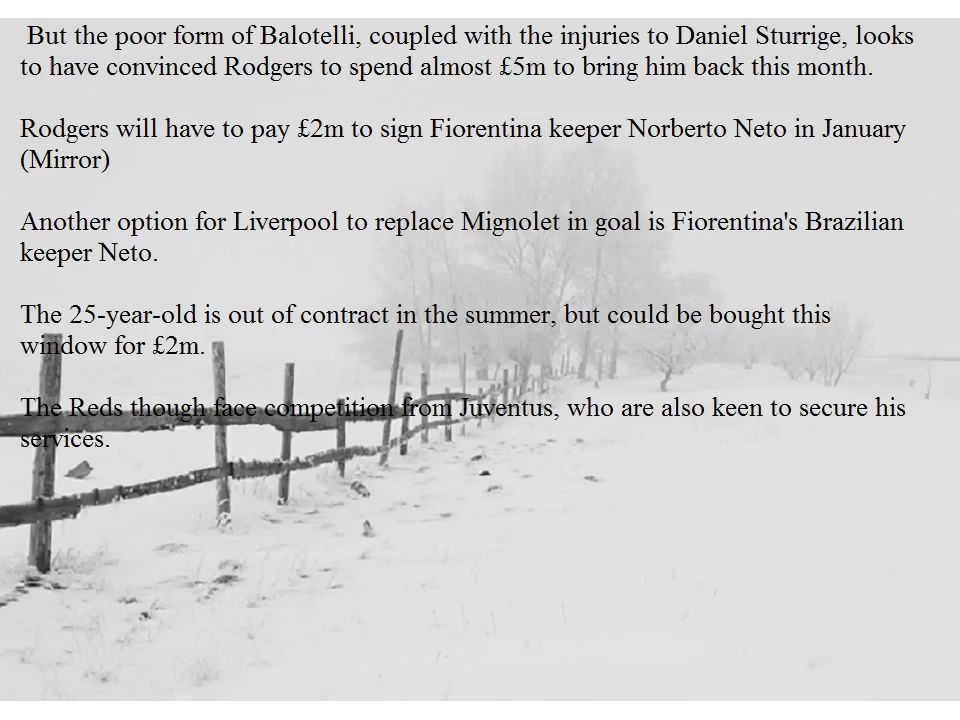 But the poor form of Balotelli, coupled with the injuries to Daniel Sturrige, looks
to have convinced Rodgers to spend almost £5m to bring him back this month.
Rodgers will have to pay £2m to sign Fiorentina keeper Norberto Neto in January
(Mirror)
Another option for Liverpool to replace Mignolet in goal is Fiorentina's Brazilian
keeper Neto.
The 25-year-old is out of contract in the summer, but could be bought this
window for £2m.
The Reds though face competition from Juventus, who are also keen to secure his
services.